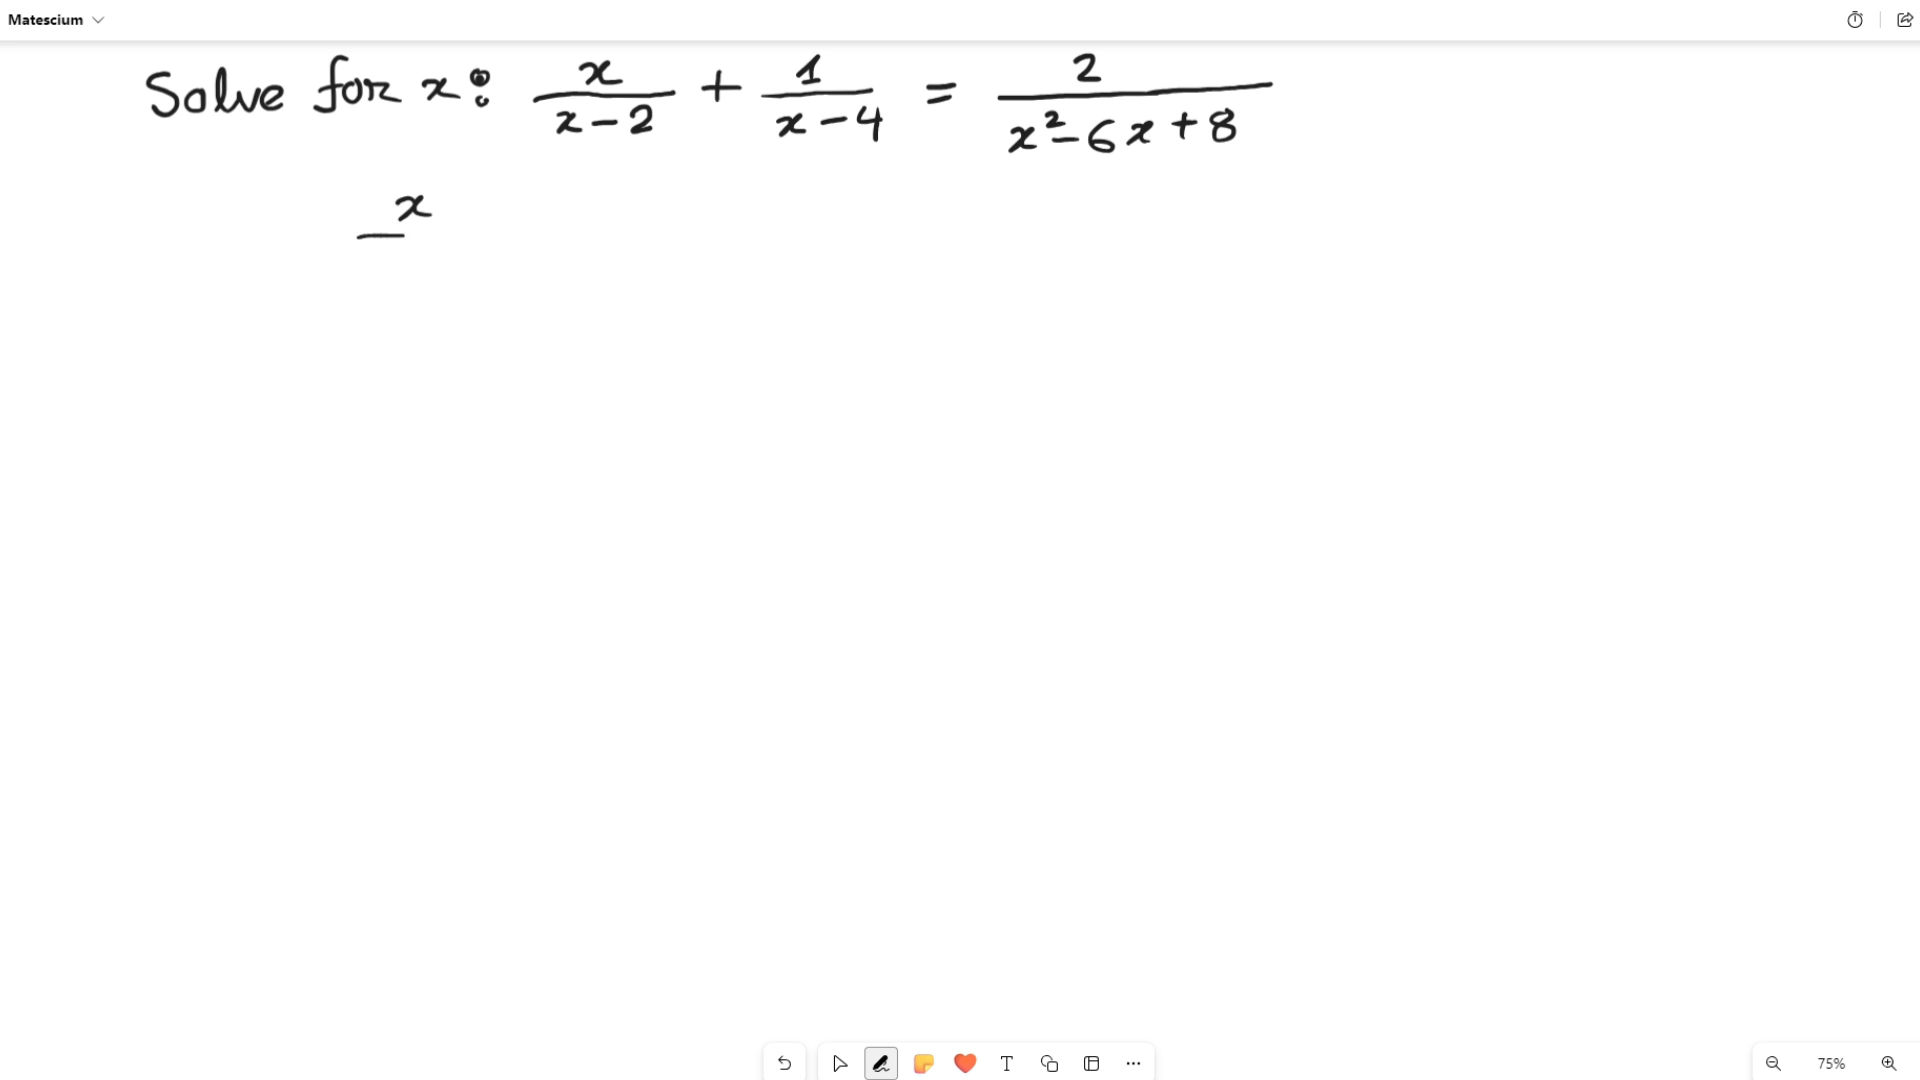 Matescium
Solve for x: x/(x-2) + 1/(x-4) = 2/(x²-6x+8)
x
75%